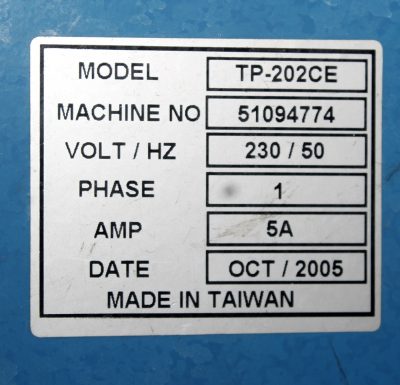 MODEL TP-202CE
MACHINE NO 51094774
VOLT / HZ 230 / 50
PHASE 1
AMP 5A
DATE OCT / 2005
MADE IN TAIWAN